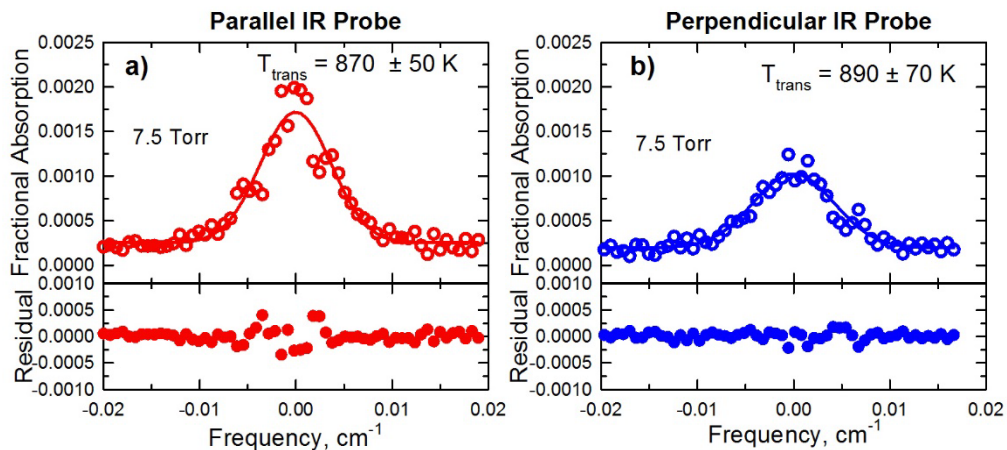 Parallel IR Probe
Perpendicular IR Probe
0.0025
0.0020
0.0015
0.0010
0.0005
0.0000
Fractional Absorption
a)
T_trans = 870 ± 50 K
7.5 Torr
0.0010
0.0005
0.0000
-0.0005
-0.0010
Residual
-0.02 -0.01 0.00 0.01 0.02
Frequency, cm⁻¹
0.0025
0.0020
0.0015
0.0010
0.0005
0.0000
Fractional Absorption
b)
T_trans = 890 ± 70 K
7.5 Torr
0.0010
0.0005
0.0000
-0.0005
-0.0010
Residual
-0.02 -0.01 0.00 0.01 0.02
Frequency, cm⁻¹